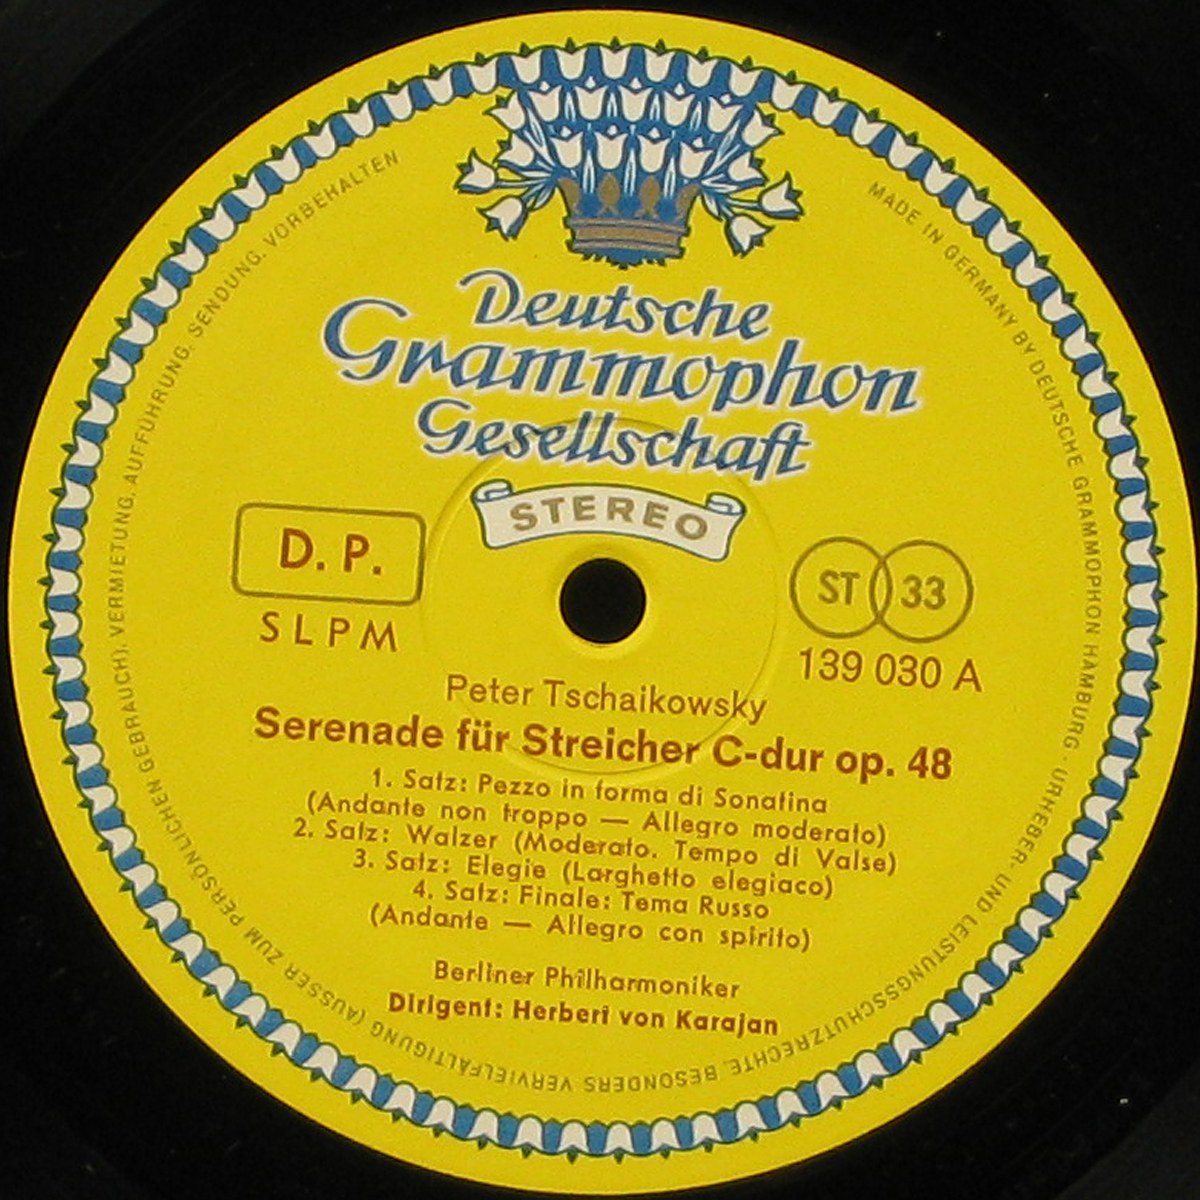 Deutsche
Grammophon
Gesellschaft
STEREO
D. P.
SLPM
ST 33
139 030 A
Peter Tschaikowsky
Serenade für Streicher C-dur op. 48
1. Satz: Pezzo in forma di Sonatina
(Andante non troppo — Allegro moderato)
2. Satz: Walzer (Moderato. Tempo di Valse)
3. Satz: Elegie (Larghetto elegiaco)
4. Satz: Finale: Tema Russo
(Andante — Allegro con spirito)
Berliner Philharmoniker
Dirigent: Herbert von Karajan
MADE IN GERMANY BY DEUTSCHE GRAMMOPHON HAMBURG · URHEBER- UND LEISTUNGSSCHUTZRECHTE, BESONDERS VERVIELFÄLTIGUNG (AUSSER ZUM PERSÖNLICHEN GEBRAUCH), VERMIETUNG, AUFFÜHRUNG, SENDUNG, VORBEHALTEN